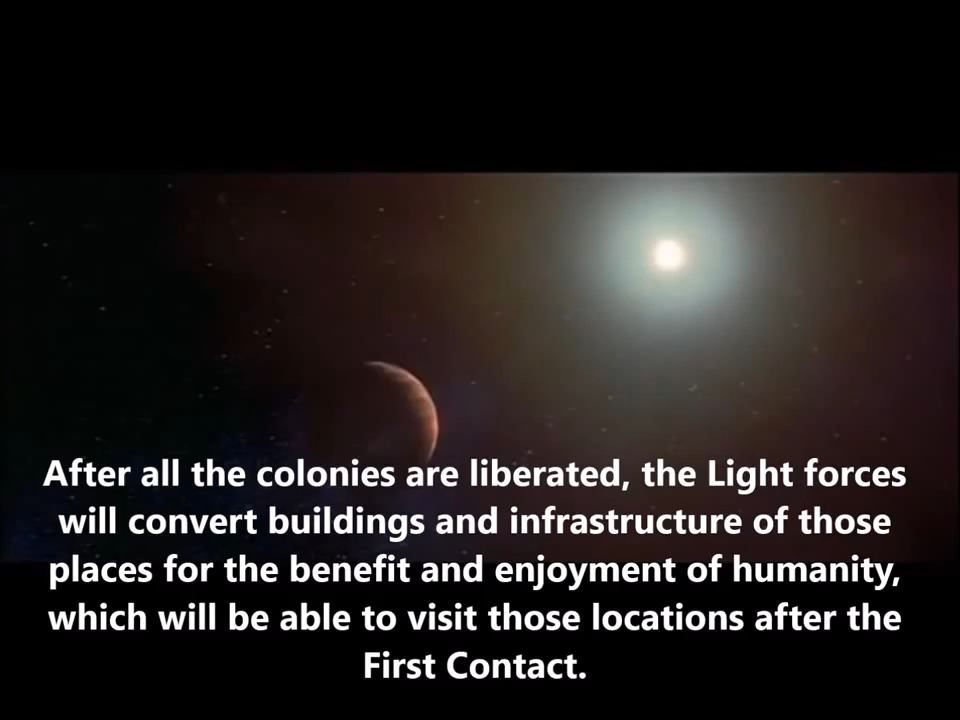 After all the colonies are liberated, the Light forces
will convert buildings and infrastructure of those
places for the benefit and enjoyment of humanity,
which will be able to visit those locations after the
First Contact.